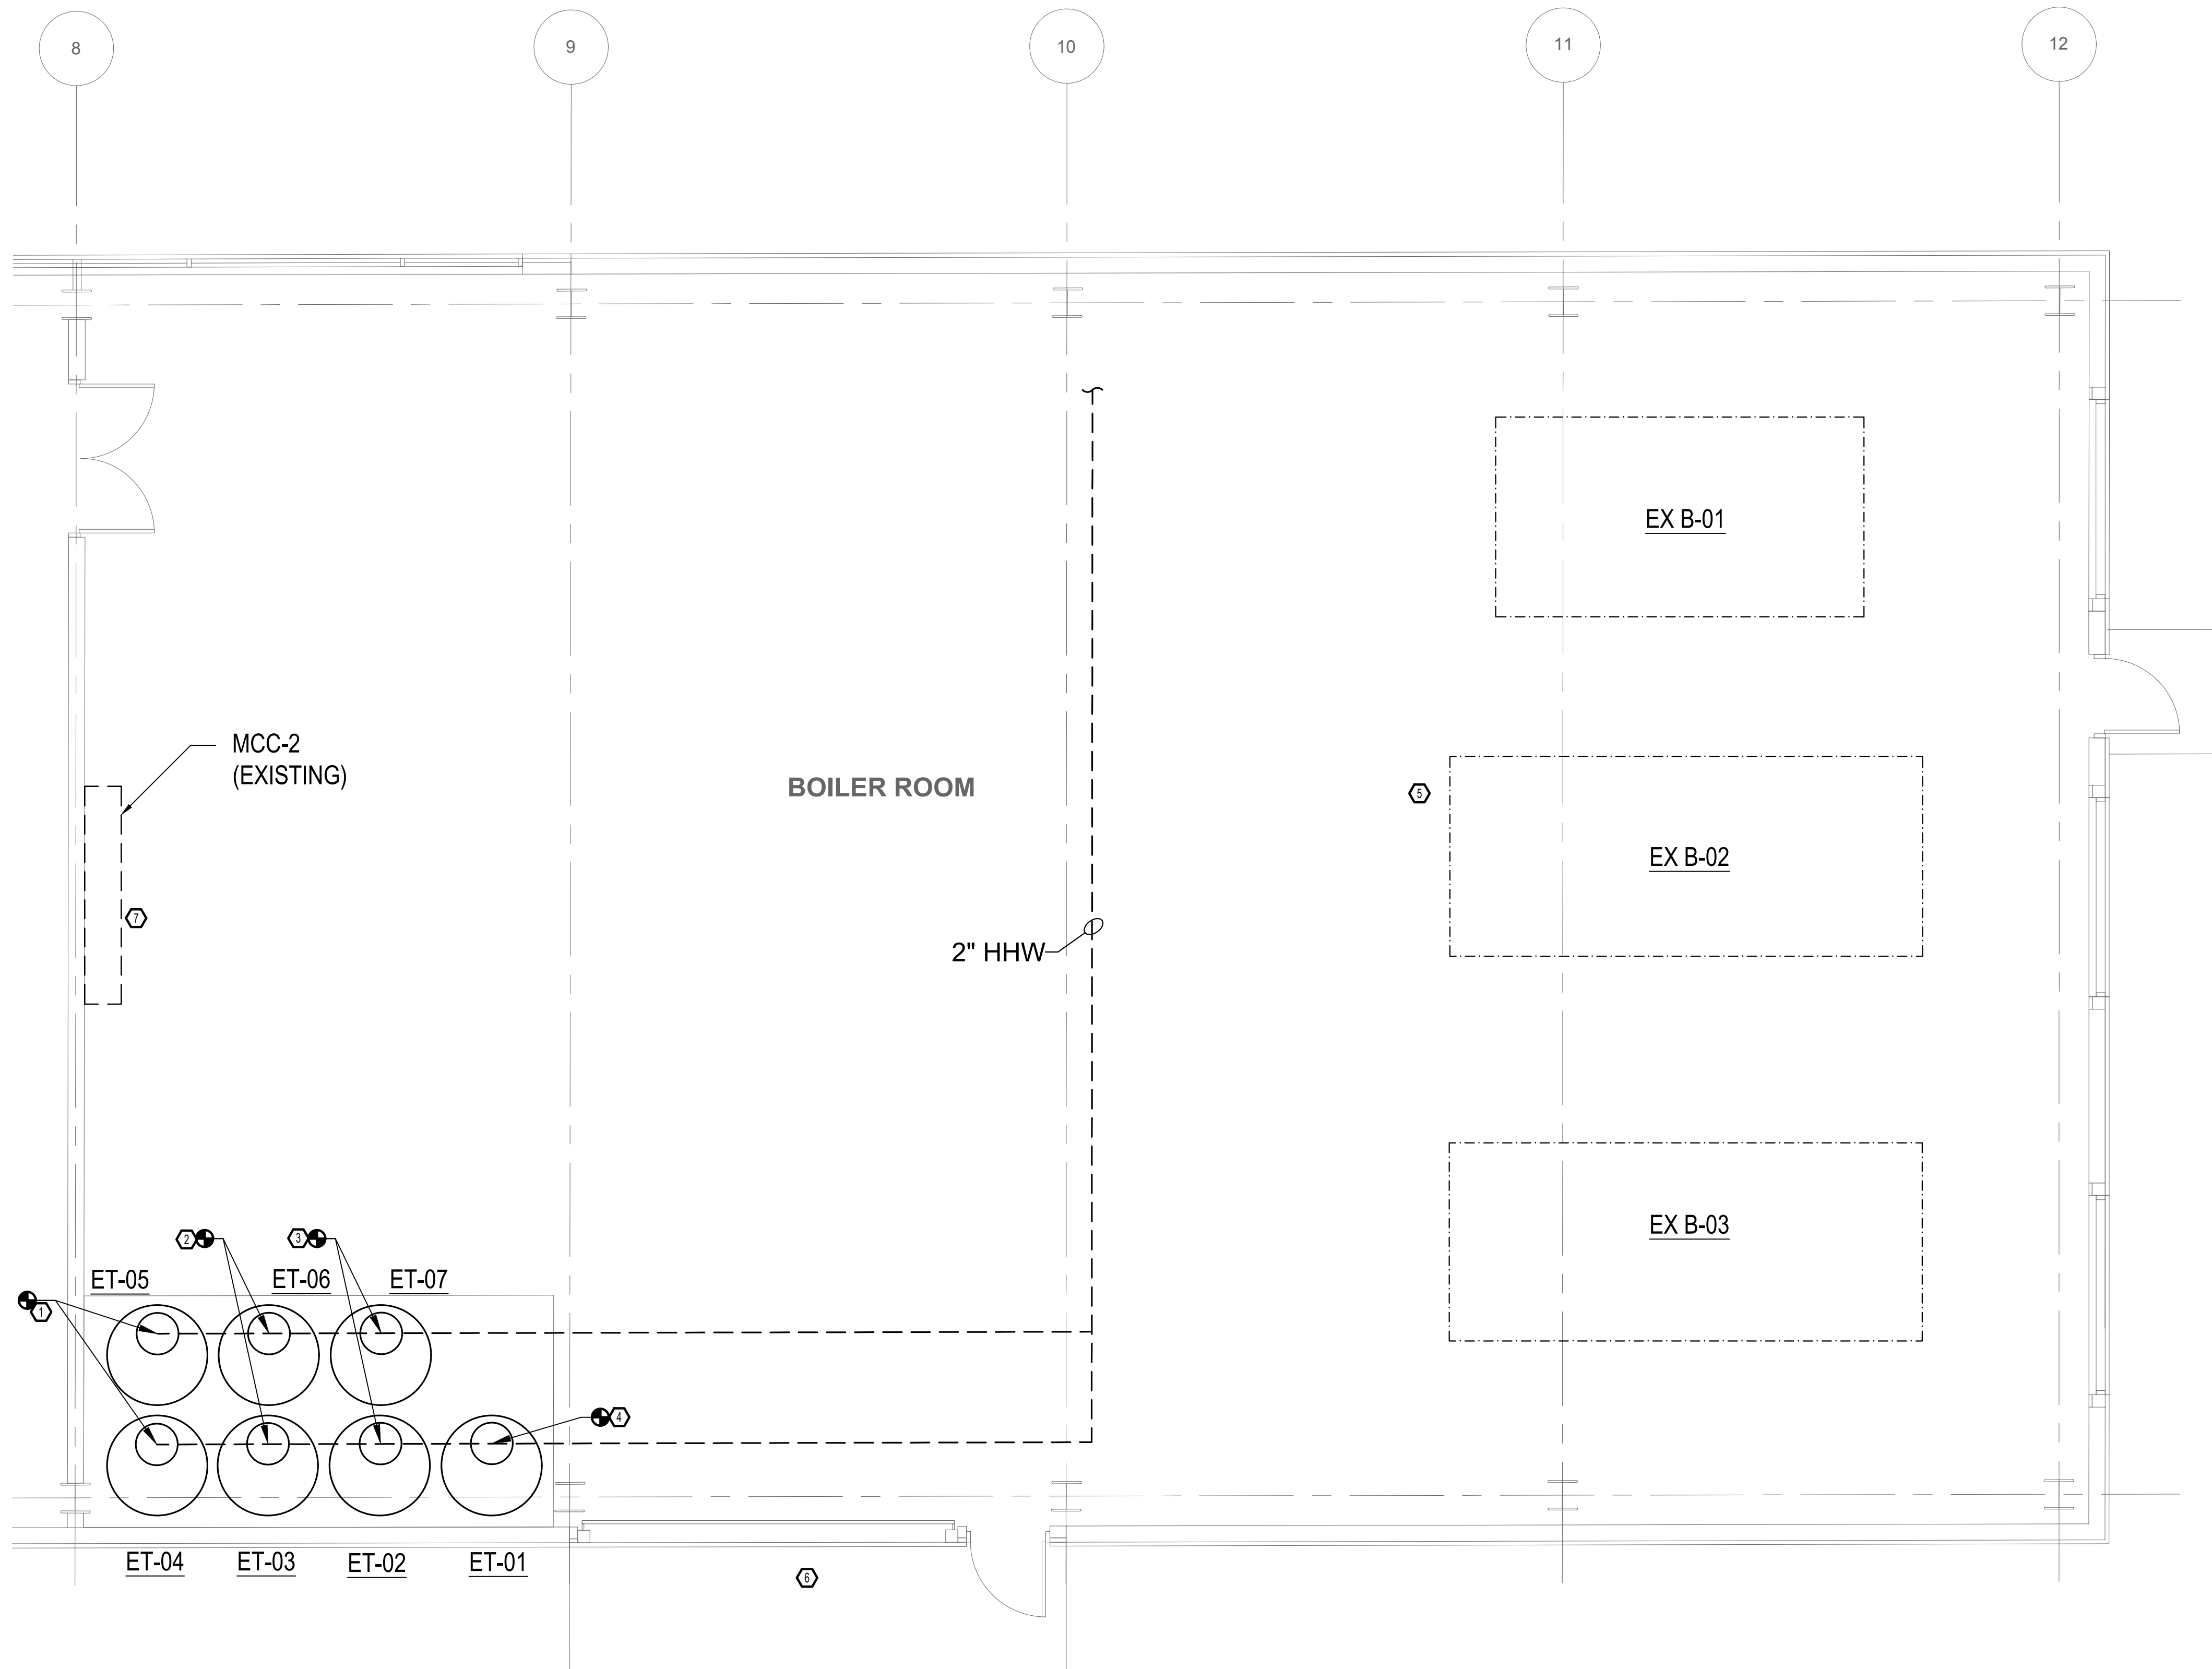 8
9
10
11
12
EX B-01
MCC-2
(EXISTING)
BOILER ROOM
5
EX B-02
7
2" HHW
EX B-03
2
3
ET-05
ET-06
ET-07
1
4
ET-04
ET-03
ET-02
ET-01
6